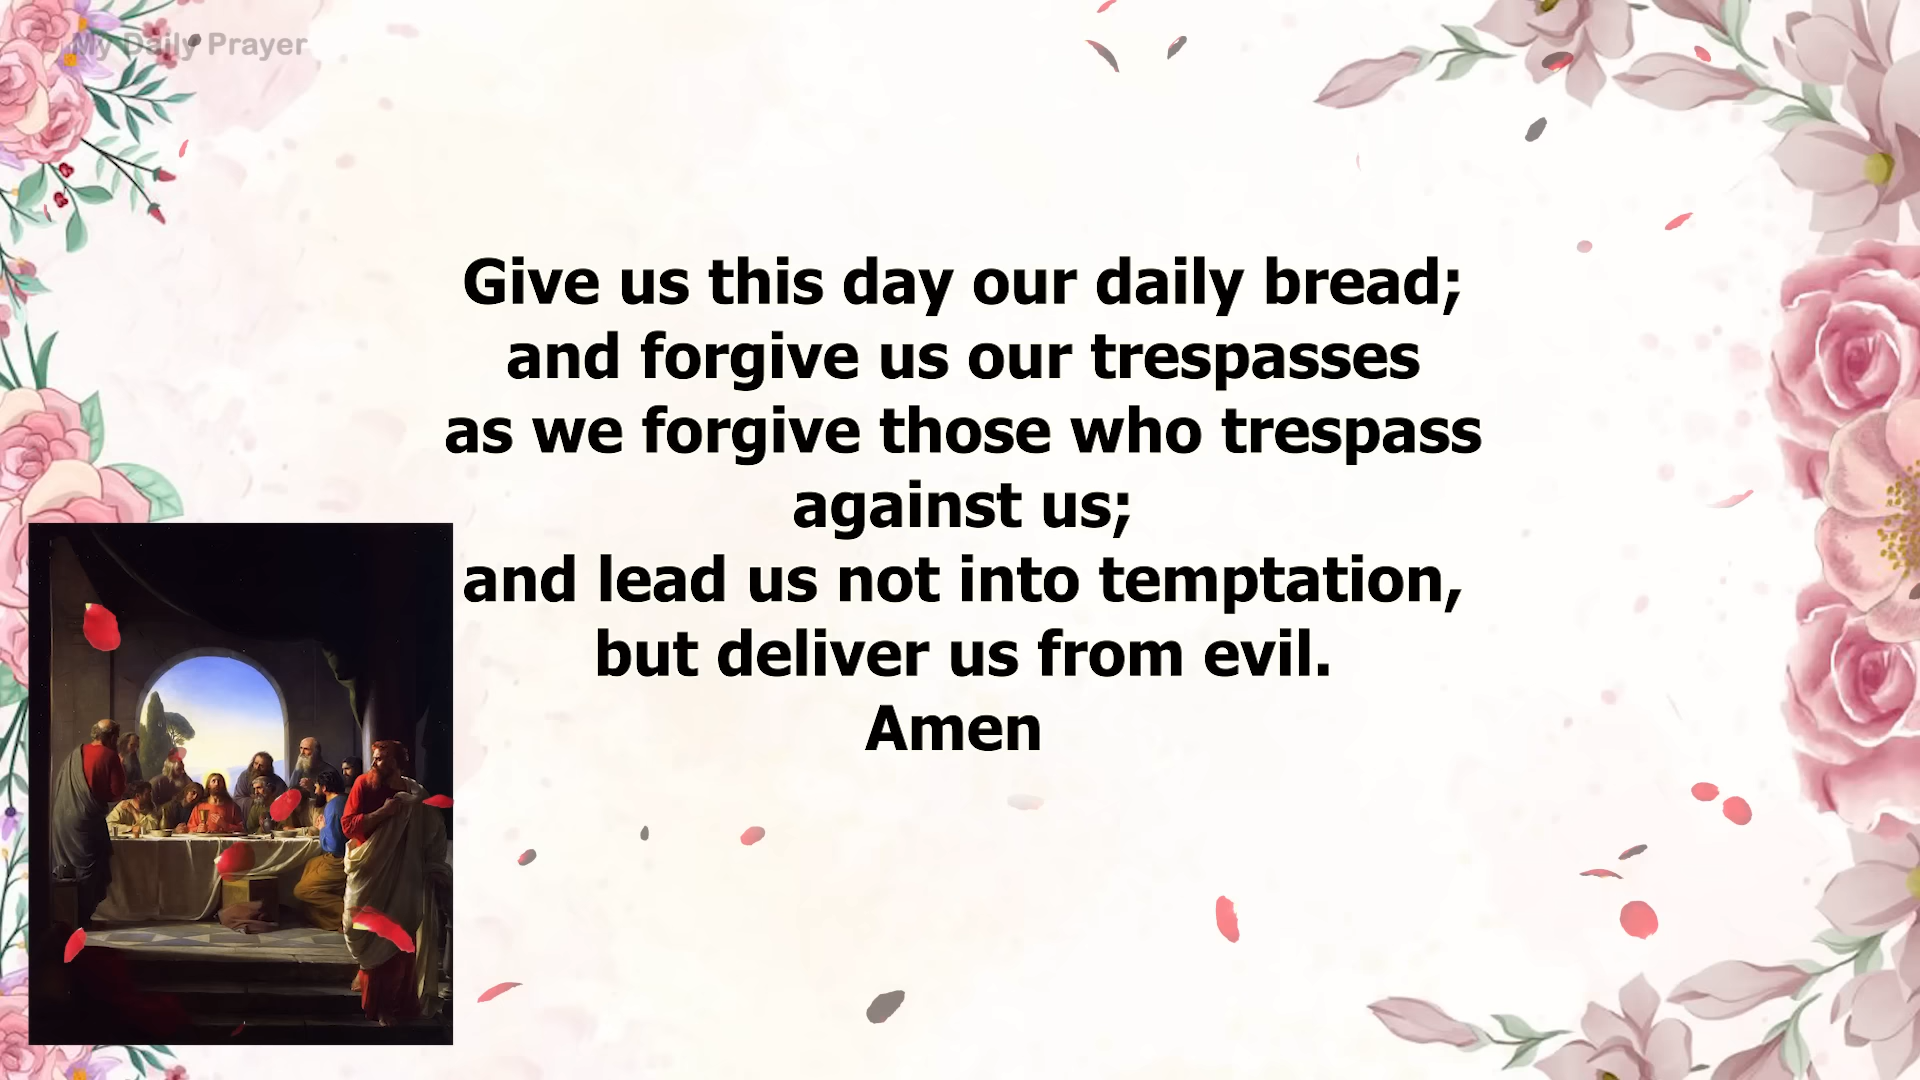 My Daily Prayer
Give us this day our daily bread;
and forgive us our trespasses
as we forgive those who trespass
against us;
and lead us not into temptation,
but deliver us from evil.
Amen